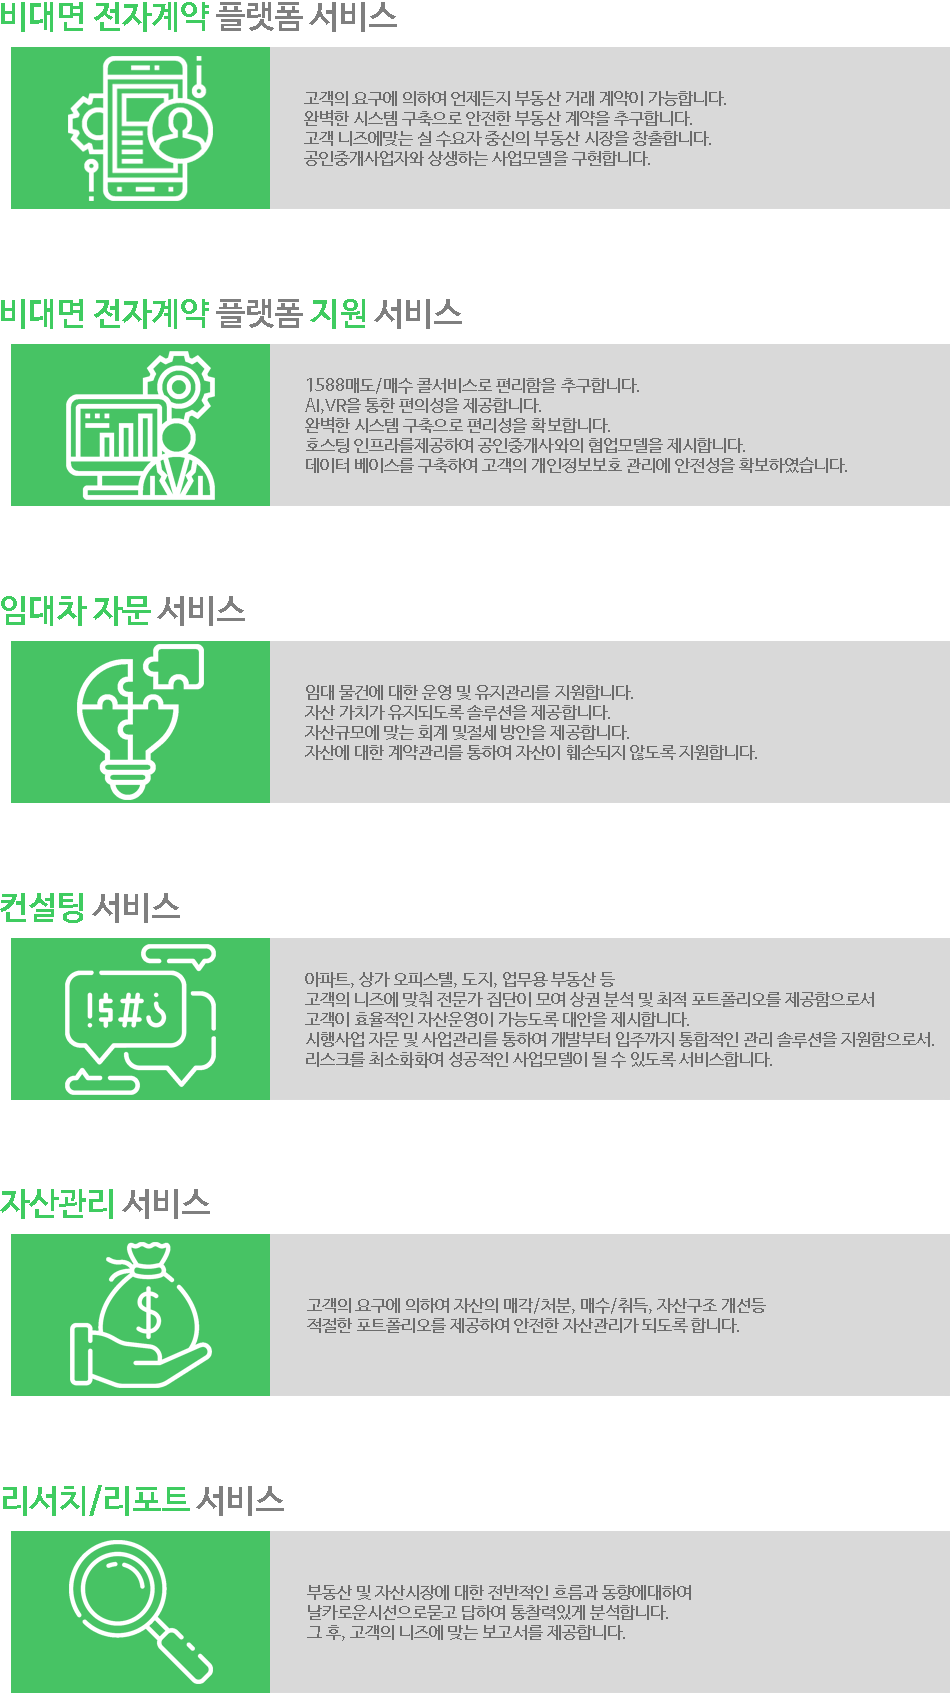 비대면 전자계약 플랫폼 서비스
고객의 요구에 의하여 언제든지 부동산 거래 계약이 가능합니다.
완벽한 시스템 구축으로 안전한 부동산 계약을 추구합니다.
고객 니즈에맞는 실 수요자 중신의 부동산 시장을 창출합니다.
공인중개사업자와 상생하는 사업모델을 구현합니다.
비대면 전자계약 플랫폼 지원 서비스
1588매도/매수 콜서비스로 편리함을 추구합니다.
AI,VR을 통한 편의성을 제공합니다.
완벽한 시스템 구축으로 편리성을 확보합니다.
호스팅 인프라를제공하여 공인중개사와의 협업모델을 제시합니다.
데이터 베이스를 구축하여 고객의 개인정보보호 관리에 안전성을 확보하였습니다.
임대차 자문 서비스
임대 물건에 대한 운영 및 유지관리를 지원합니다.
자산 가치가 유지되도록 솔루션을 제공합니다.
자산규모에 맞는 회계 및절세 방안을 제공합니다.
자산에 대한 계약관리를 통하여 자산이 훼손되지 않도록 지원합니다.
컨설팅 서비스
!$#¿
아파트, 상가 오피스텔, 도지, 업무용 부동산 등
고객의 니즈에 맞춰 전문가 집단이 모여 상권 분석 및 최적 포트폴리오를 제공함으로서
고객이 효율적인 자산운영이 가능도록 대안을 제시합니다.
시행사업 자문 및 사업관리를 통하여 개발부터 입주까지 통합적인 관리 솔루션을 지원함으로서.
리스크를 최소화화여 성공적인 사업모델이 될 수 있도록 서비스합니다.
자산관리 서비스
$
고객의 요구에 의하여 자산의 매각/처분, 매수/취득, 자산구조 개선등
적절한 포트폴리오를 제공하여 안전한 자산관리가 되도록 합니다.
리서치/리포트 서비스
부동산 및 자산시장에 대한 전반적인 흐름과 동향에대하여
날카로운시선으로묻고 답하여 통찰력있게 분석합니다.
그 후, 고객의 니즈에 맞는 보고서를 제공합니다.